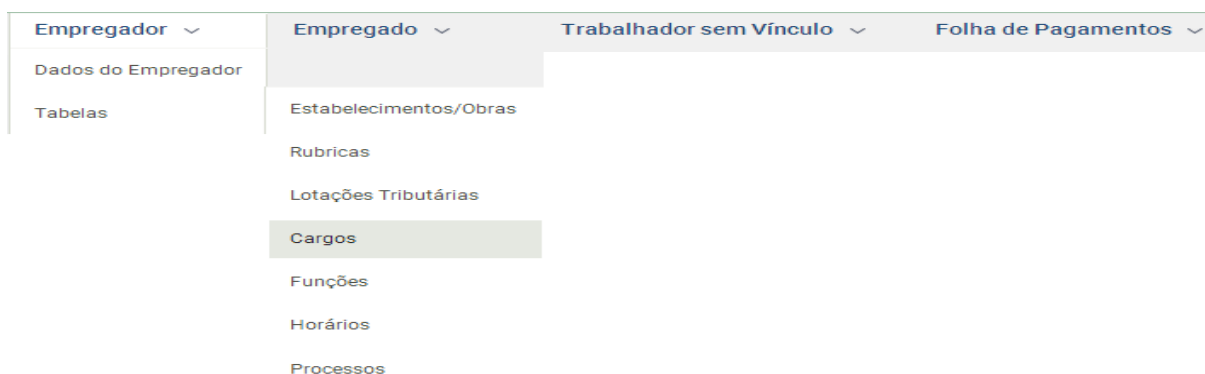 Empregador Empregado Trabalhador sem Vínculo Folha de Pagamentos
Dados do Empregador
Tabelas
Estabelecimentos/Obras
Rubricas
Lotações Tributárias
Cargos
Funções
Horários
Processos